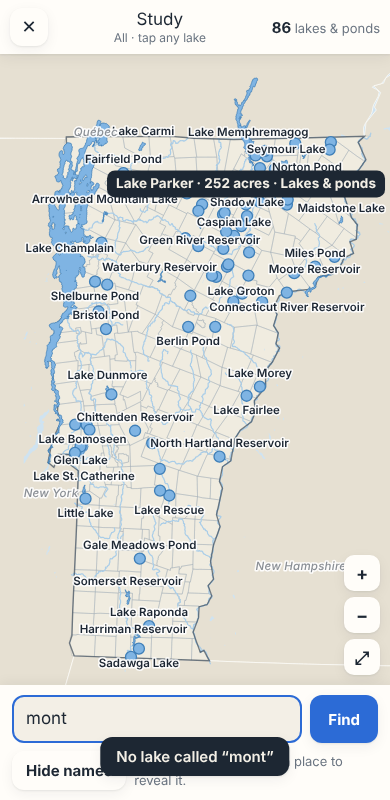 ✕
Study
All · tap any lake
86 lakes & ponds
Québec
ake Carmi
Lake Memphremagog
Seymour Lake
Fairfield Pond
Norton Pond
Lake Parker · 252 acres · Lakes & ponds
Arrowhead Mountain Lake
Shadow Lake
Maidstone Lake
Caspian Lake
Green River Reservoir
Lake Champlain
Miles Pond
Waterbury Reservoir
Moore Reservoir
Lake Groton
Shelburne Pond
Connecticut River Reservoir
Bristol Pond
Berlin Pond
Lake Dunmore
Lake Morey
Lake Fairlee
Chittenden Reservoir
Lake Bomoseen
North Hartland Reservoir
Glen Lake
Lake St. Catherine
New York
Little Lake
Lake Rescue
Gale Meadows Pond
New Hampshire
Somerset Reservoir
Lake Raponda
Harriman Reservoir
Sadawga Lake
+
−
mont
Find
No lake called “mont”
Hide name
place to
reveal it.